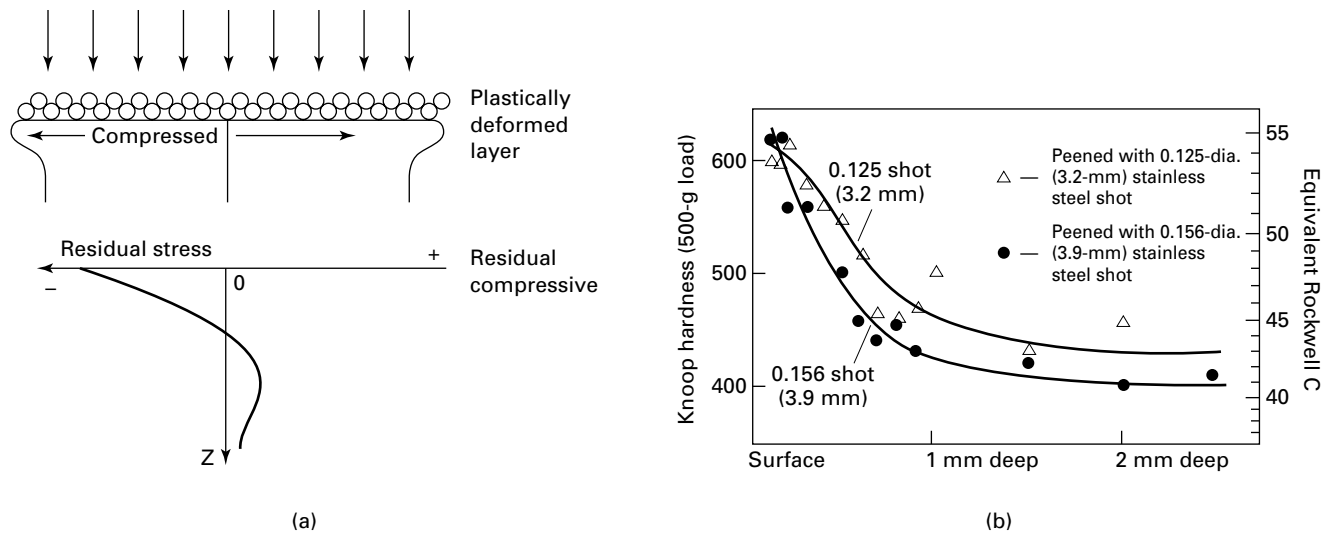 Plastically
deformed
layer
Compressed
Residual stress
+
–
0
Residual
compressive
Z
(a)
Knoop hardness (500-g load)
600
500
400
0.125 shot
(3.2 mm)
0.156 shot
(3.9 mm)
Peened with 0.125-dia.
(3.2-mm) stainless
steel shot
Peened with 0.156-dia.
(3.9-mm) stainless
steel shot
55
50
45
40
Equivalent Rockwell C
Surface
1 mm deep
2 mm deep
(b)